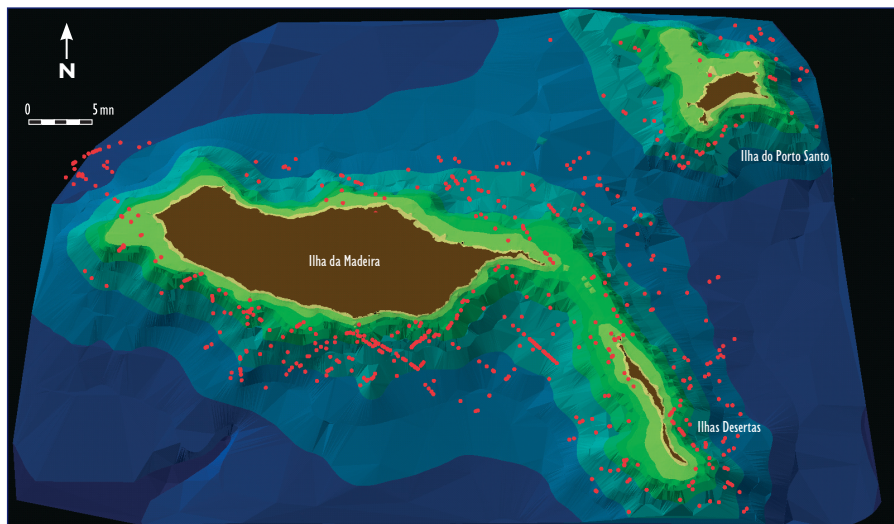 N
0 5 mn
Ilha do Porto Santo
Ilha da Madeira
Ilhas Desertas